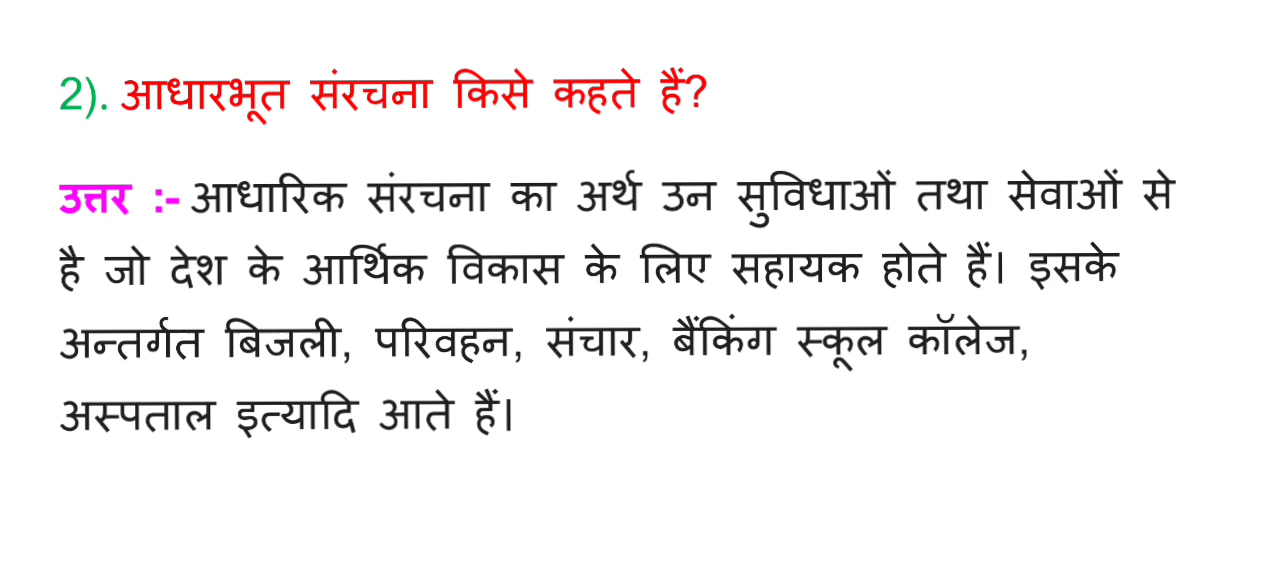 2). आधारभूत संरचना किसे कहते हैं?
उत्तर :- आधारिक संरचना का अर्थ उन सुविधाओं तथा सेवाओं से
है जो देश के आर्थिक विकास के लिए सहायक होते हैं। इसके
अन्तर्गत बिजली, परिवहन, संचार, बैंकिंग स्कूल कॉलेज,
अस्पताल इत्यादि आते हैं।